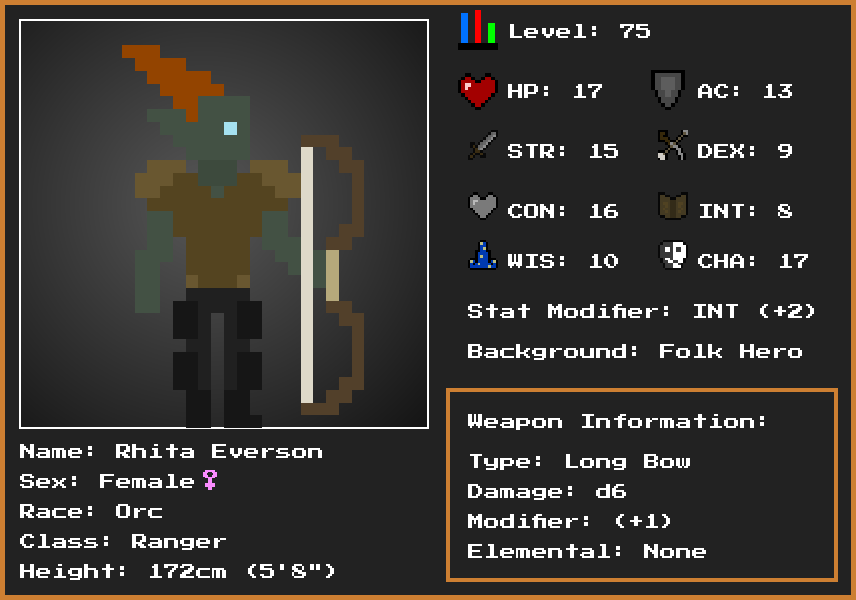 Level: 75
HP: 17
AC: 13
STR: 15
DEX: 9
CON: 16
INT: 8
WIS: 10
CHA: 17
Stat Modifier: INT (+2)
Background: Folk Hero
Weapon Information:
Type: Long Bow
Damage: d6
Modifier: (+1)
Elemental: None
Name: Rhita Everson
Sex: Female♀
Race: Orc
Class: Ranger
Height: 172cm (5'8")